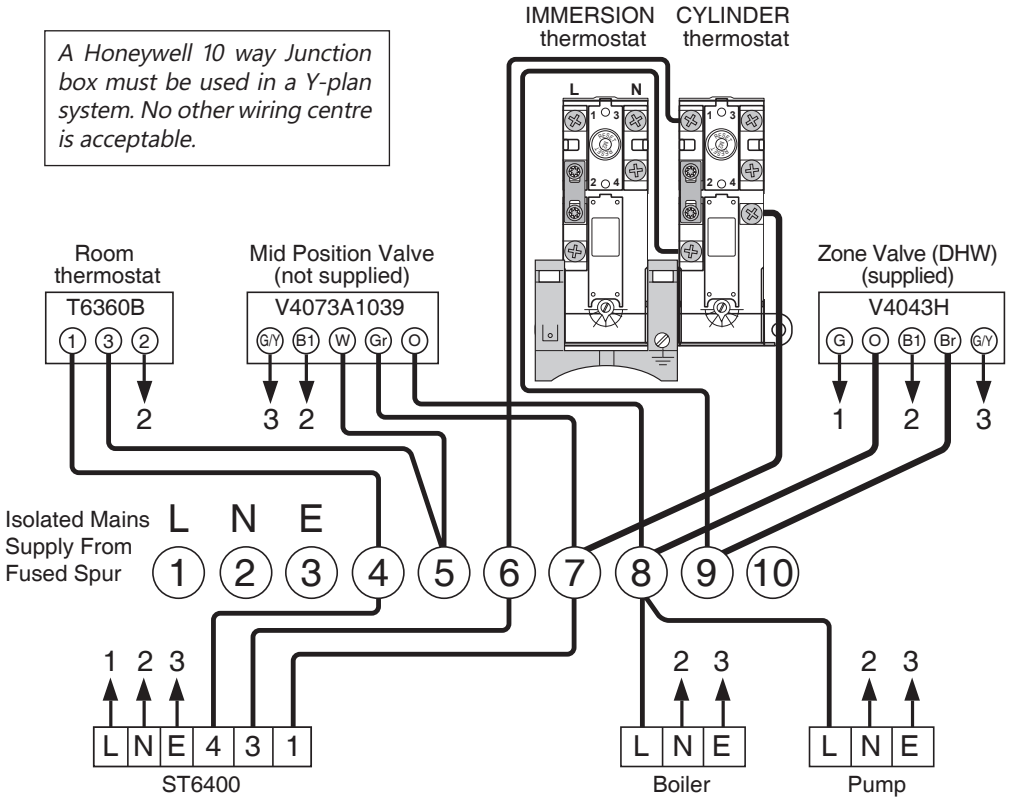 IMMERSION thermostat
CYLINDER thermostat
A Honeywell 10 way Junction
box must be used in a Y-plan
system. No other wiring centre
is acceptable.
L N
1 3
2 4
1 3
2 4
Room
thermostat
T6360B
1 3 2
2
Mid Position Valve
(not supplied)
V4073A1039
G/Y B1 W Gr O
3 2
Zone Valve (DHW)
(supplied)
V4043H
G O B1 Br G/Y
1 2 3
Isolated Mains
Supply From
Fused Spur
L N E
1 2 3 4 5 6 7 8 9 10
1 2 3
L N E 4 3 1
ST6400
2 3
L N E
Boiler
2 3
L N E
Pump